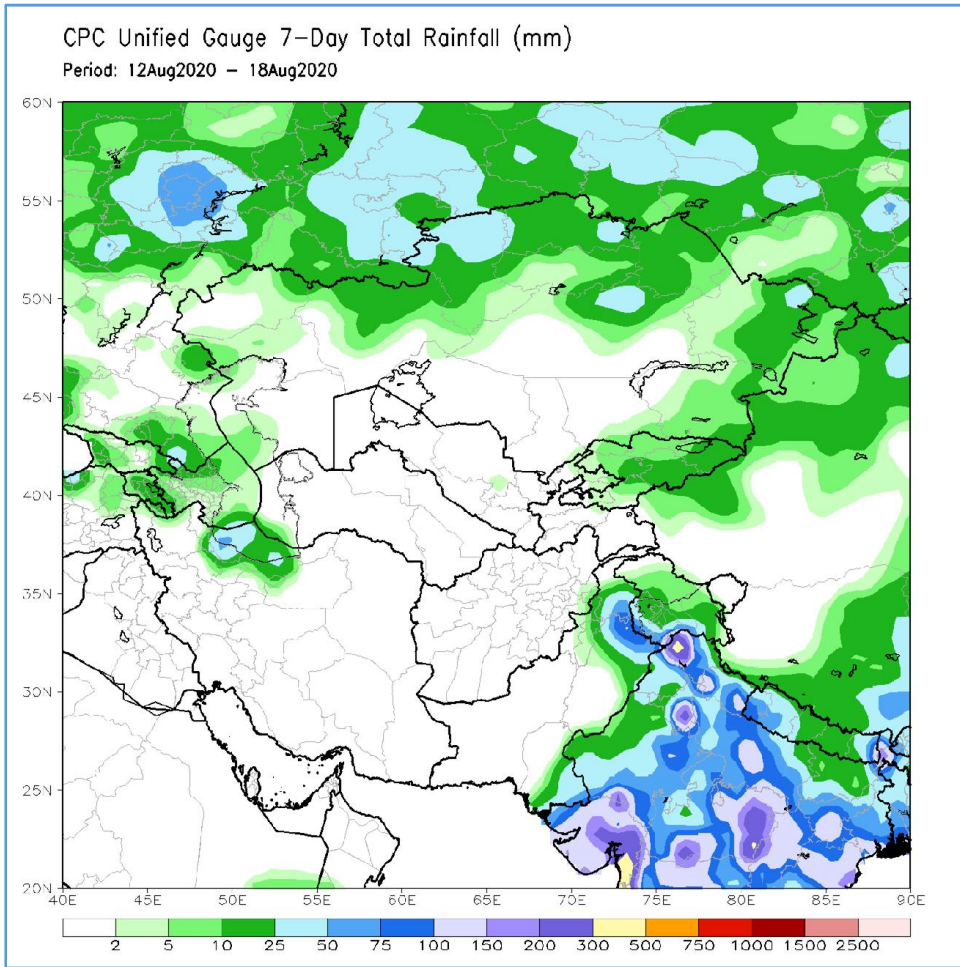 CPC Unified Gauge 7-Day Total Rainfall (mm)
Period: 12Aug2020 - 18Aug2020
60N
55N
50N
45N
40N
35N
30N
25N
20N
40E 45E 50E 55E 60E 65E 70E 75E 80E 85E 90E
2 5 10 25 50 75 100 150 200 300 500 750 1000 1500 2500